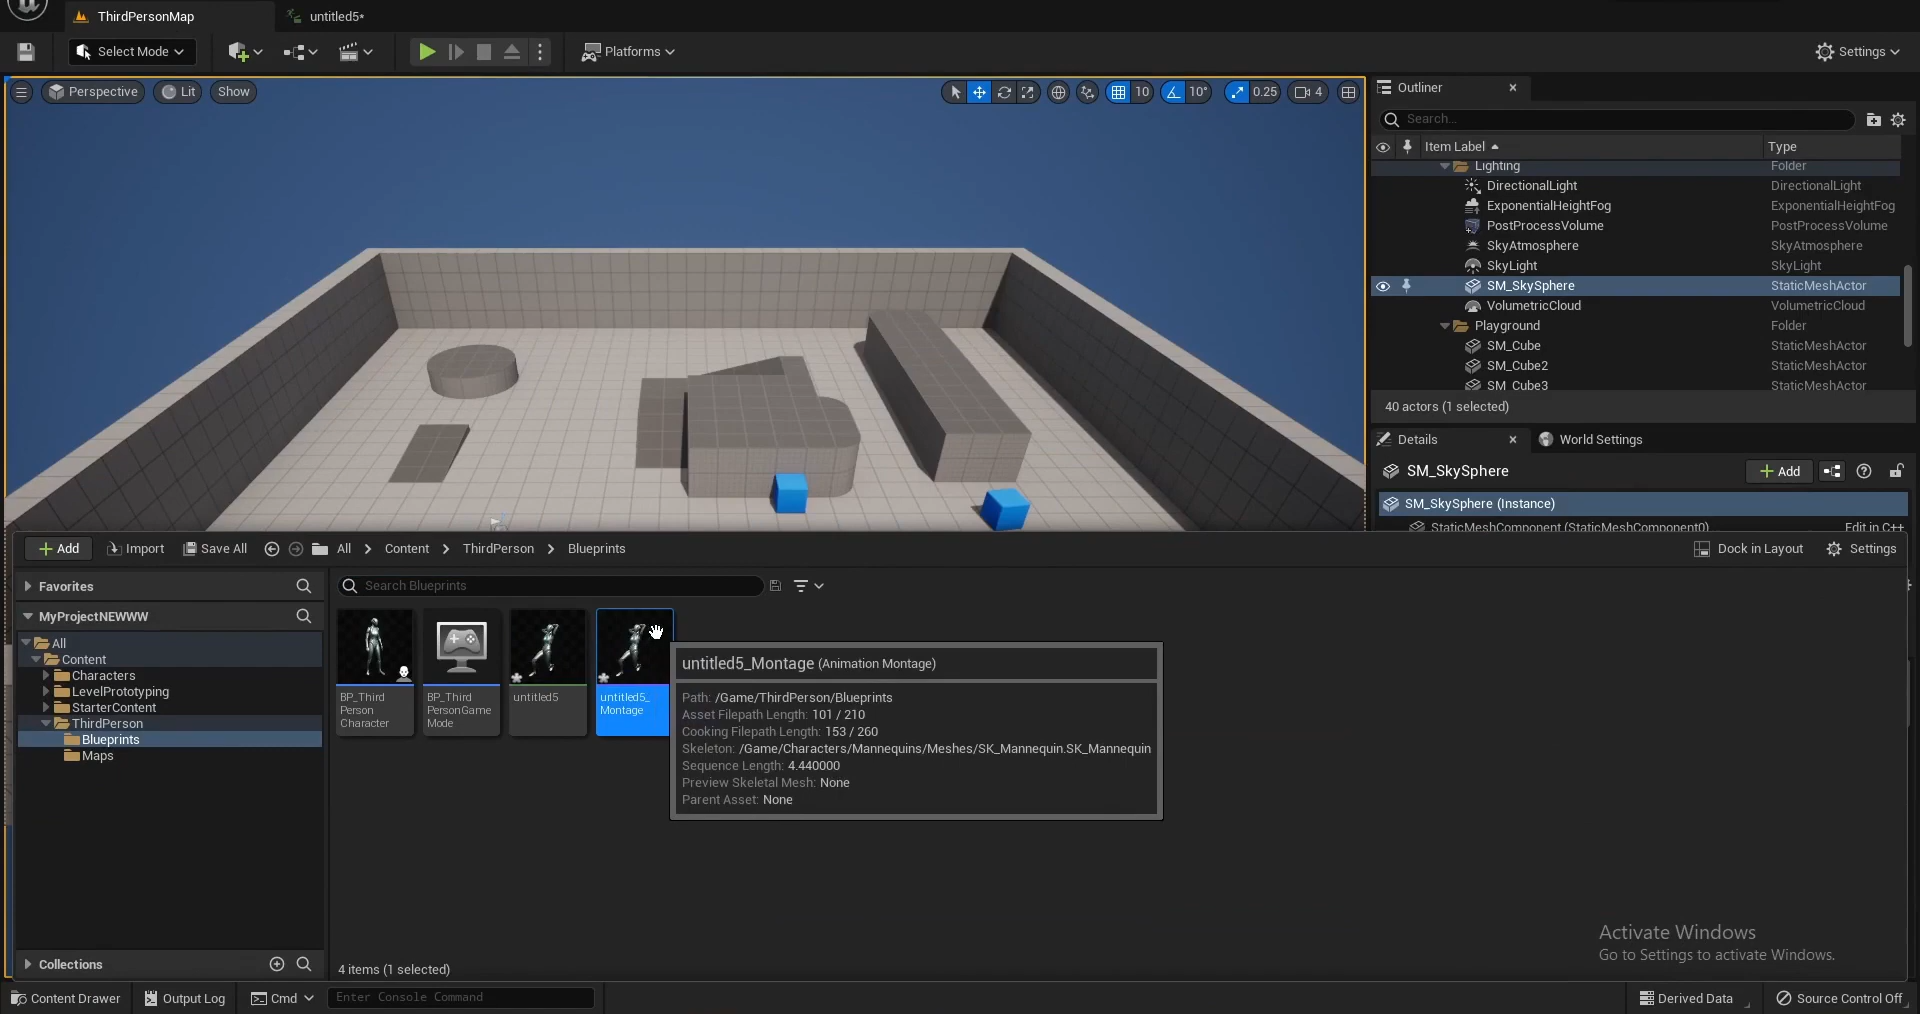 ThirdPersonMap
untitled5*
Select Mode
Platforms
Settings
Perspective
Lit
Show
10
10°
0.25
4
Outliner
Search...
Item Label
Type
Lighting
Folder
DirectionalLight
DirectionalLight
ExponentialHeightFog
ExponentialHeightFog
PostProcessVolume
PostProcessVolume
SkyAtmosphere
SkyAtmosphere
SkyLight
SkyLight
SM_SkySphere
StaticMeshActor
VolumetricCloud
VolumetricCloud
Playground
Folder
SM_Cube
StaticMeshActor
SM_Cube2
StaticMeshActor
SM_Cube3
StaticMeshActor
40 actors (1 selected)
Details
World Settings
SM_SkySphere
Add
SM_SkySphere (Instance)
StaticMeshComponent (StaticMeshComponent0)
Edit in C++
Add
Import
Save All
All
Content
ThirdPerson
Blueprints
Dock in Layout
Settings
Favorites
Search Blueprints
MyProjectNEWWW
All
Content
Characters
LevelPrototyping
StarterContent
ThirdPerson
Blueprints
Maps
BP_Third
Person
Character
BP_Third
PersonGame
Mode
untitled5
untitled5_
Montage
untitled5_Montage (Animation Montage)
Path: /Game/ThirdPerson/Blueprints
Asset Filepath Length: 101 / 210
Cooking Filepath Length: 153 / 260
Skeleton: /Game/Characters/Mannequins/Meshes/SK_Mannequin.SK_Mannequin
Sequence Length: 4.440000
Preview Skeletal Mesh: None
Parent Asset: None
Activate Windows
Go to Settings to activate Windows.
Collections
4 items (1 selected)
Content Drawer
Output Log
Cmd
Enter Console Command
Derived Data
Source Control Off